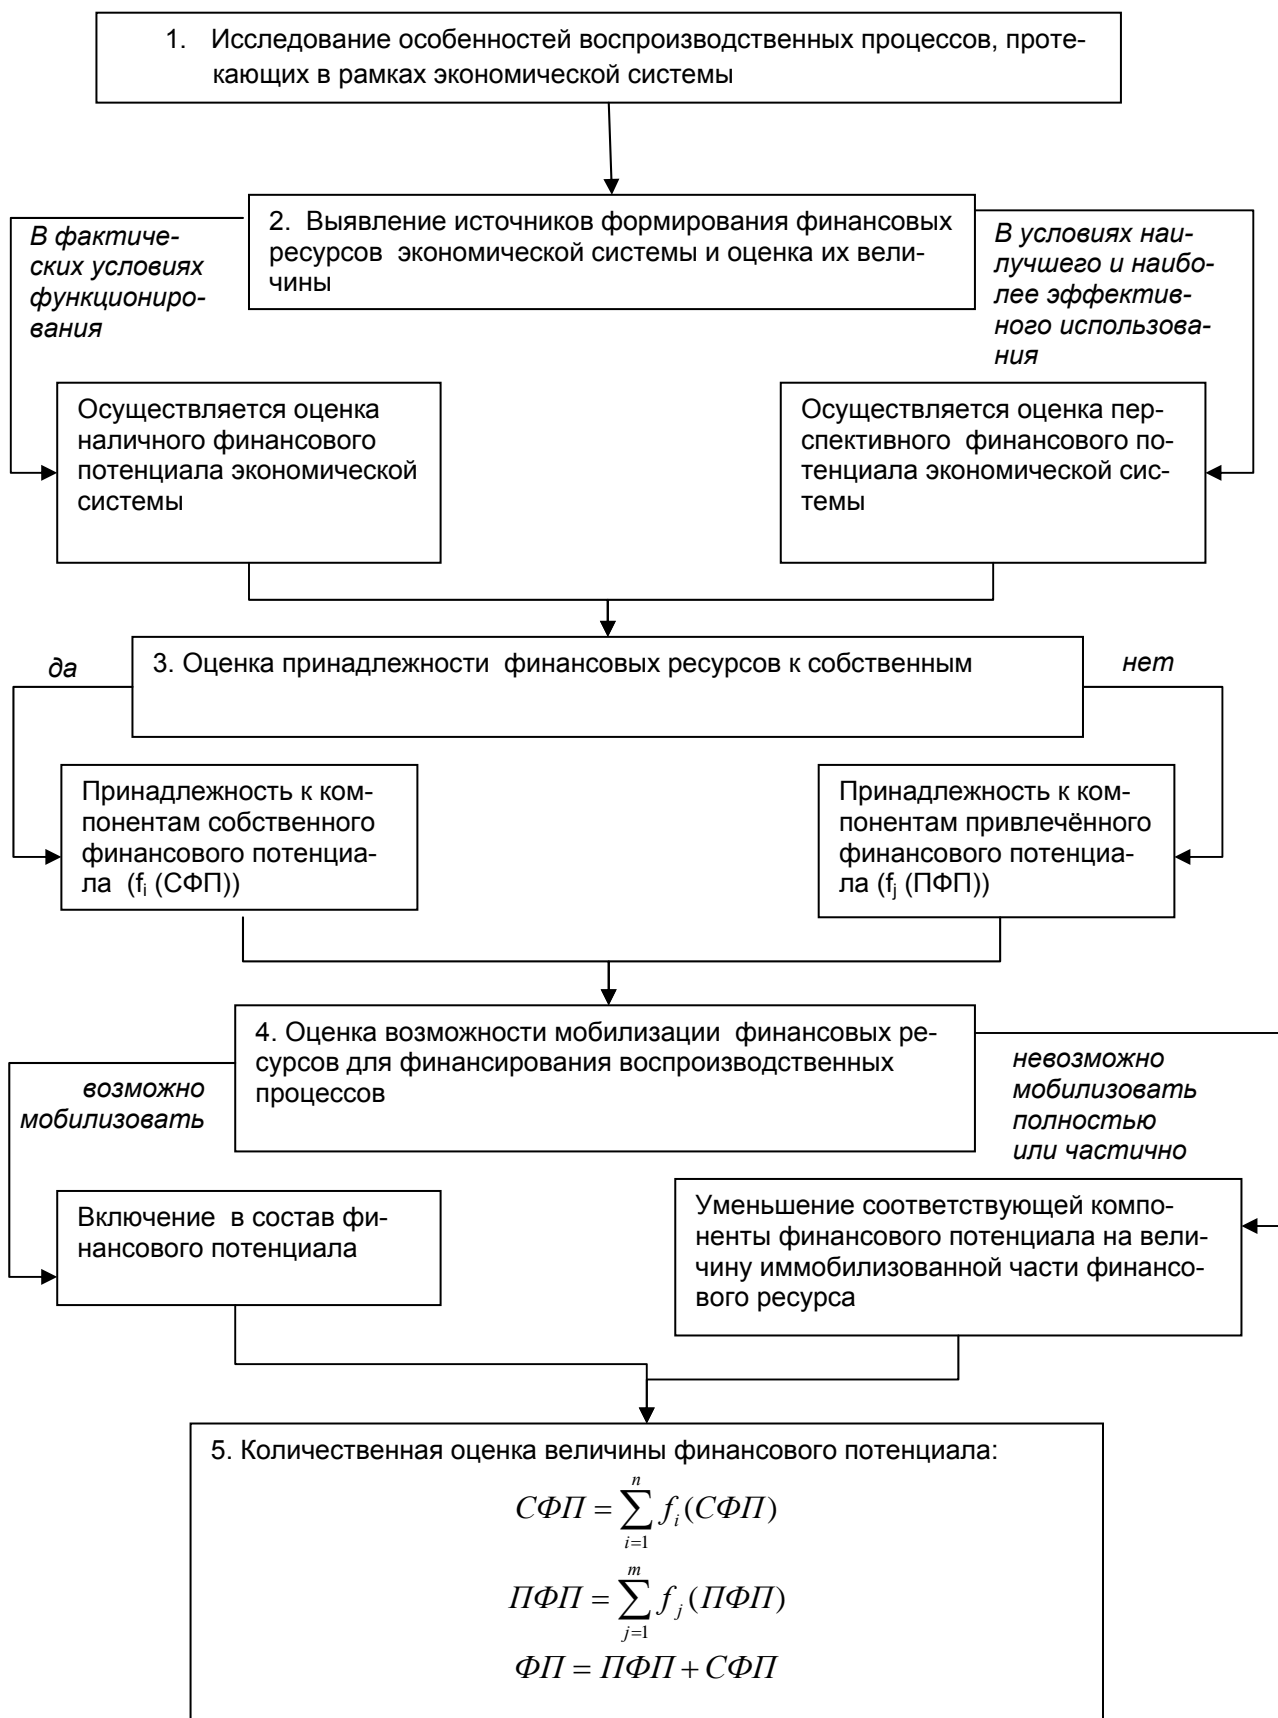 1. Исследование особенностей воспроизводственных процессов, проте-
кающих в рамках экономической системы
2. Выявление источников формирования финансовых
ресурсов экономической системы и оценка их вели-
чины
В фактиче-
ских условиях
функциониро-
вания
В условиях наи-
лучшего и наибо-
лее эффектив-
ного использова-
ния
Осуществляется оценка
наличного финансового
потенциала экономической
системы
Осуществляется оценка пер-
спективного финансового по-
тенциала экономической сис-
темы
3. Оценка принадлежности финансовых ресурсов к собственным
да
нет
Принадлежность к ком-
понентам собственного
финансового потенциа-
ла (fi (СФП))
Принадлежность к ком-
понентам привлечённого
финансового потенциа-
ла (fj (ПФП))
4. Оценка возможности мобилизации финансовых ре-
сурсов для финансирования воспроизводственных
процессов
возможно
мобилизовать
невозможно
мобилизовать
полностью
или частично
Включение в состав фи-
нансового потенциала
Уменьшение соответствующей компо-
ненты финансового потенциала на вели-
чину иммобилизованной части финансо-
вого ресурса
5. Количественная оценка величины финансового потенциала:
СФП = ∑_{i=1}^{n} f_i (СФП)
ПФП = ∑_{j=1}^{m} f_j (ПФП)
ФП = ПФП + СФП